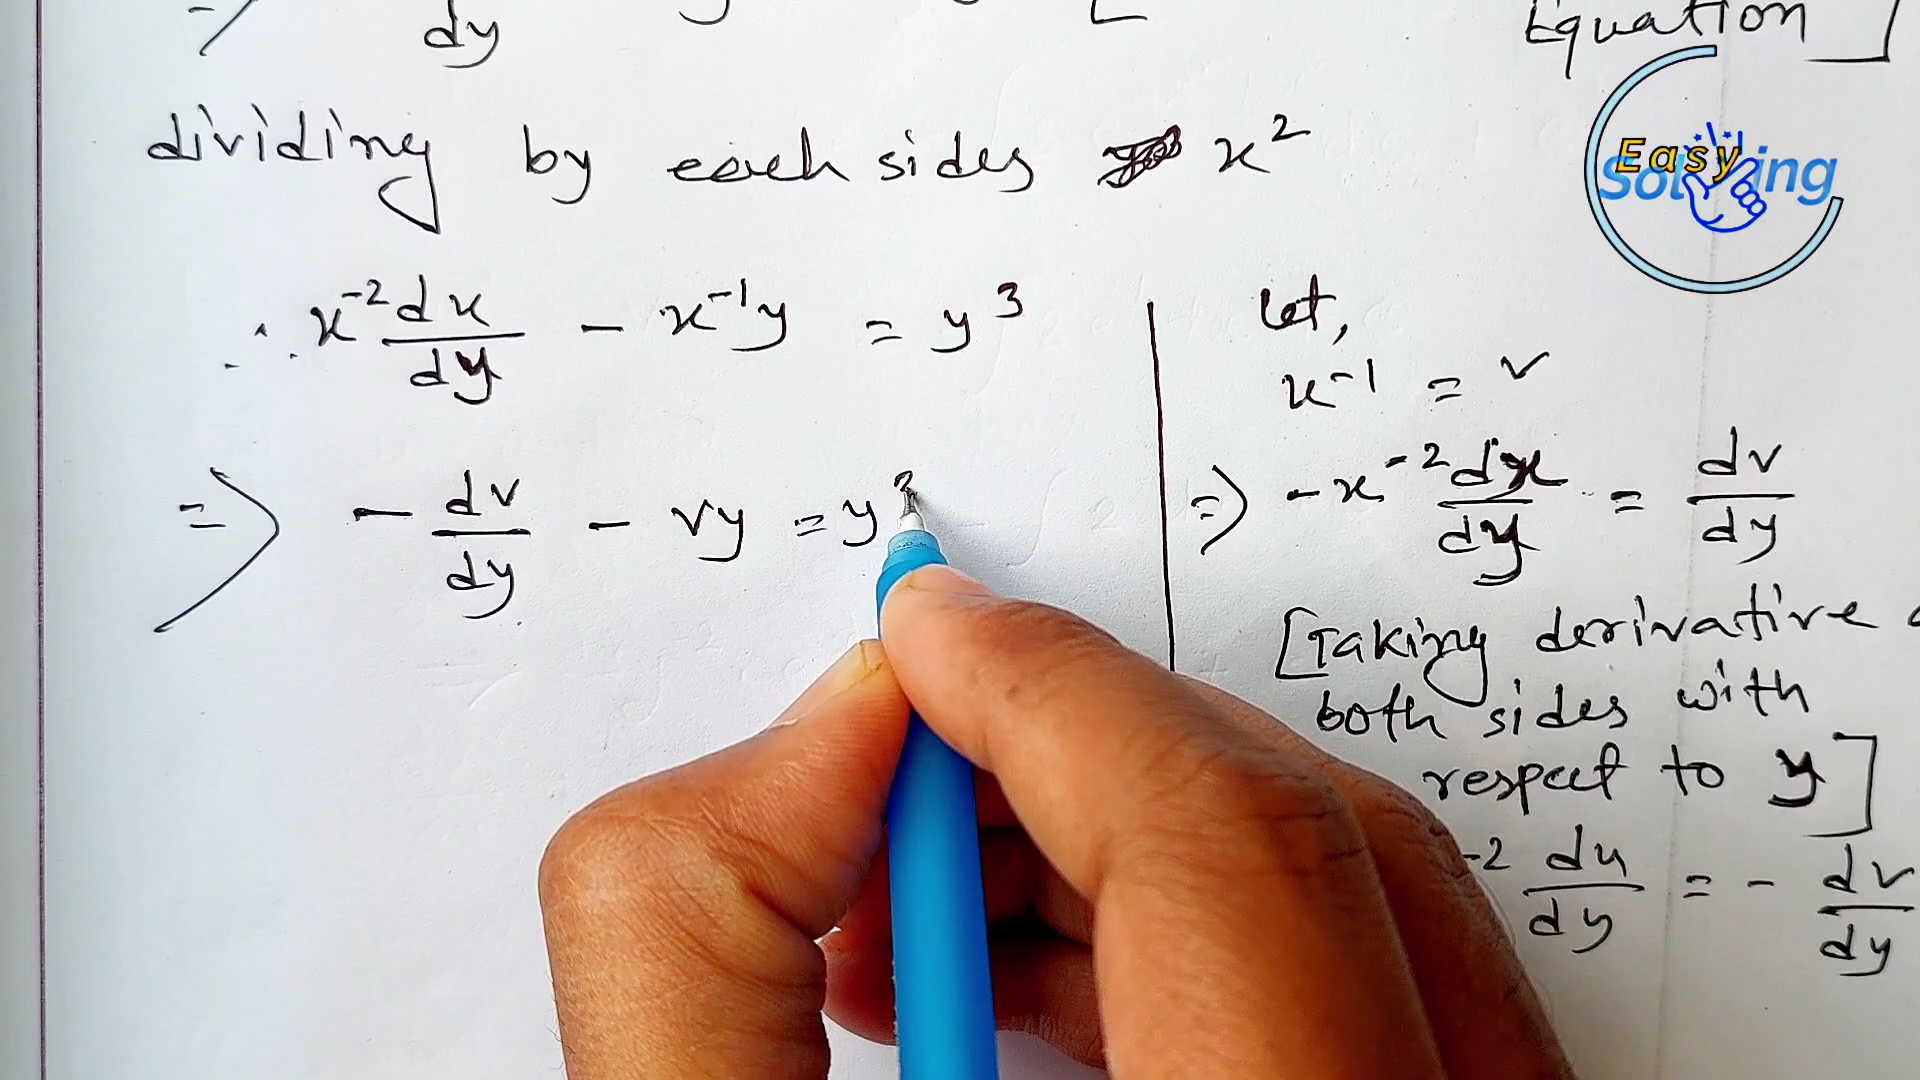 => dy [ Equation ]
Easy Solving
dividing by each sides x²
∴ x⁻² dx/dy - x⁻¹y = y³
=> - dv/dy - vy = y³
Let,
x⁻¹ = v
=> -x⁻² dx/dy = dv/dy
[Taking derivative
both sides with
respect to y]
⁻² dx/dy = - dv/dy